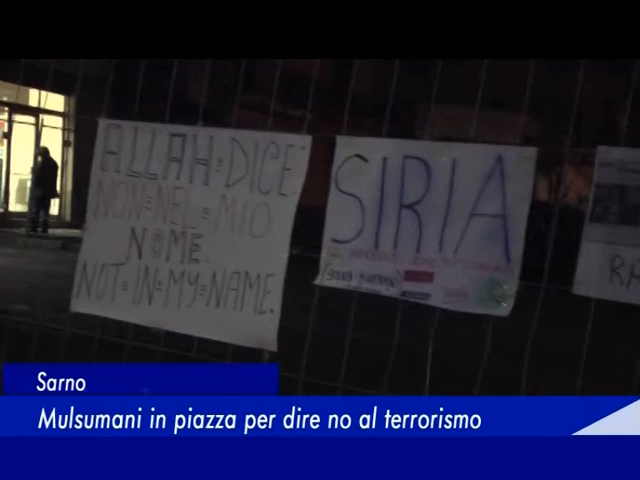 ALLAH DICE:
NON NEL MIO
NOME.
NOT IN MY NAME.
SIRIA
Sarno
Mulsumani in piazza per dire no al terrorismo